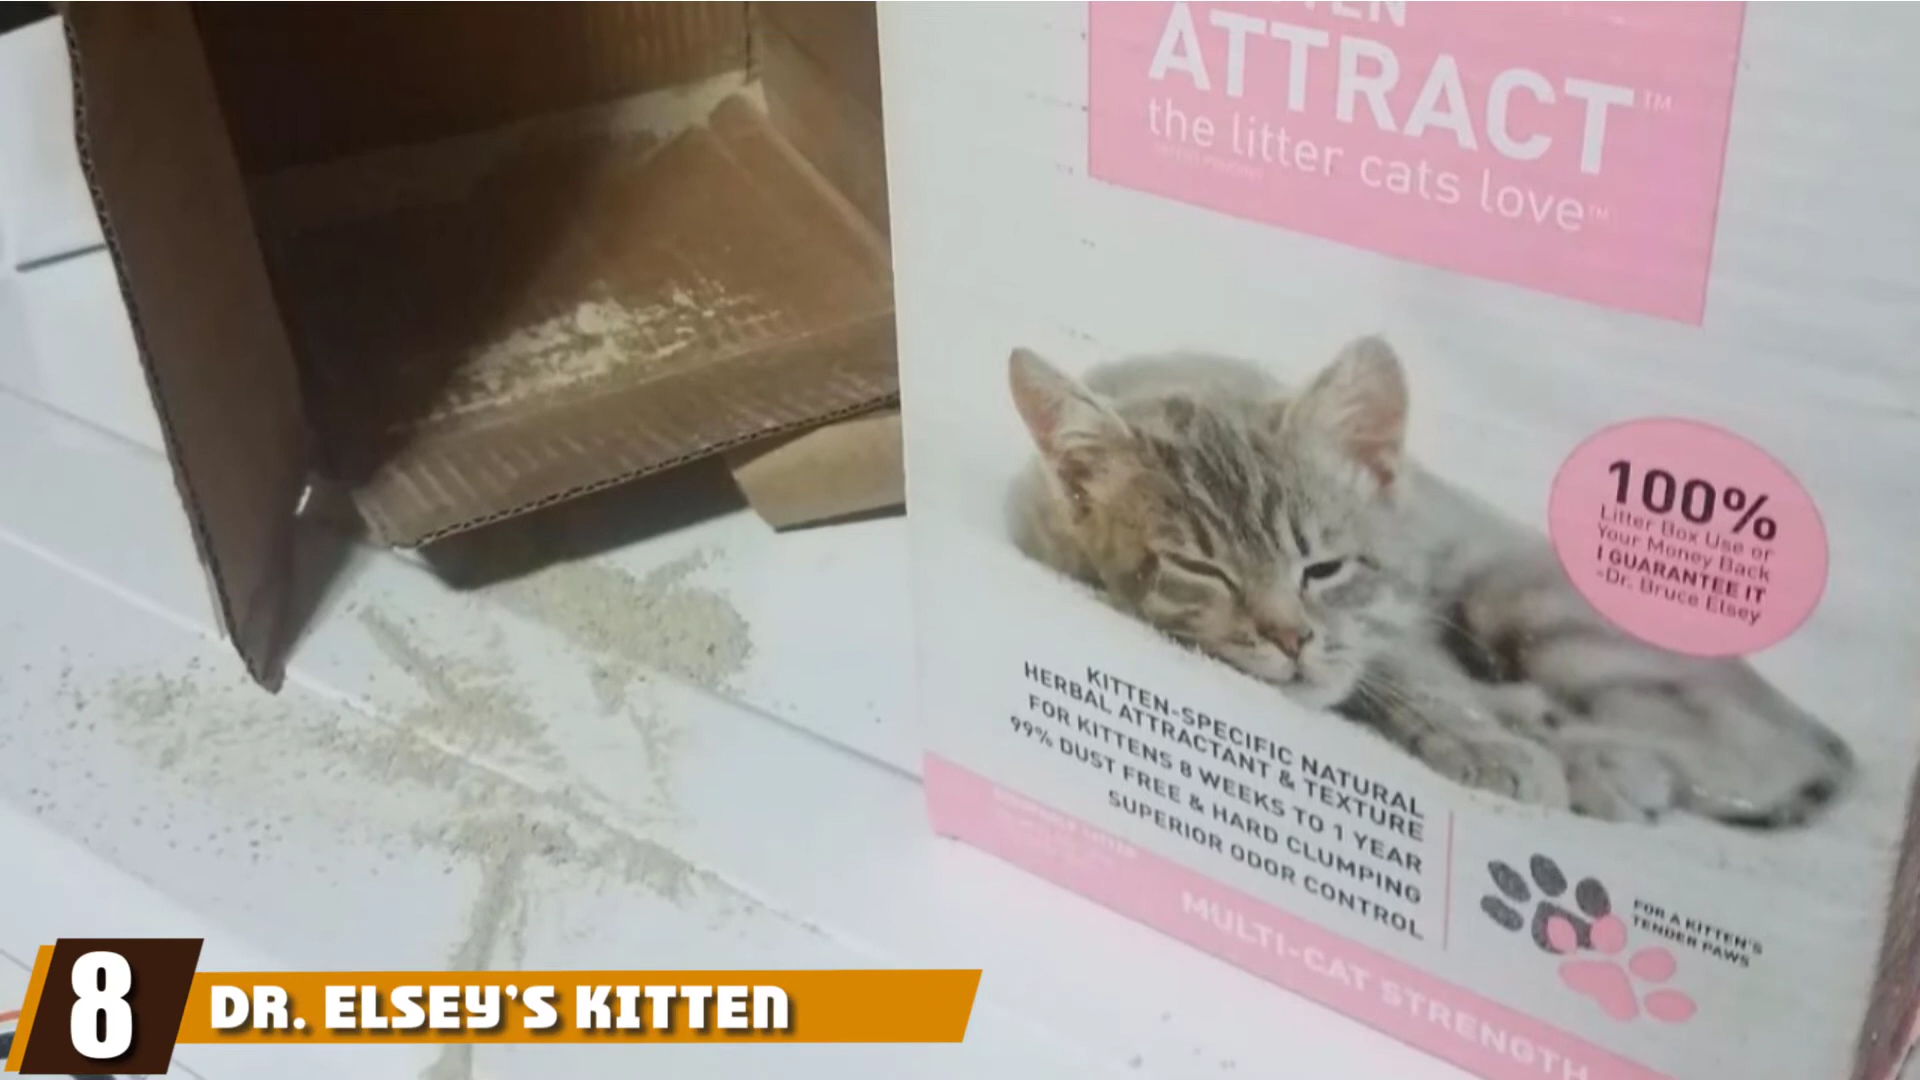 ATTRACT™
the litter cats love™
100%
Litter Box Use or
Your Money Back
I GUARANTEE IT
-Dr. Bruce Elsey
KITTEN-SPECIFIC NATURAL
HERBAL ATTRACTANT & TEXTURE
FOR KITTENS 8 WEEKS TO 1 YEAR
99% DUST FREE & HARD CLUMPING
SUPERIOR ODOR CONTROL
FOR A KITTEN'S
TENDER PAWS
MULTI-CAT STRENGTH
8
DR. ELSEY'S KITTEN